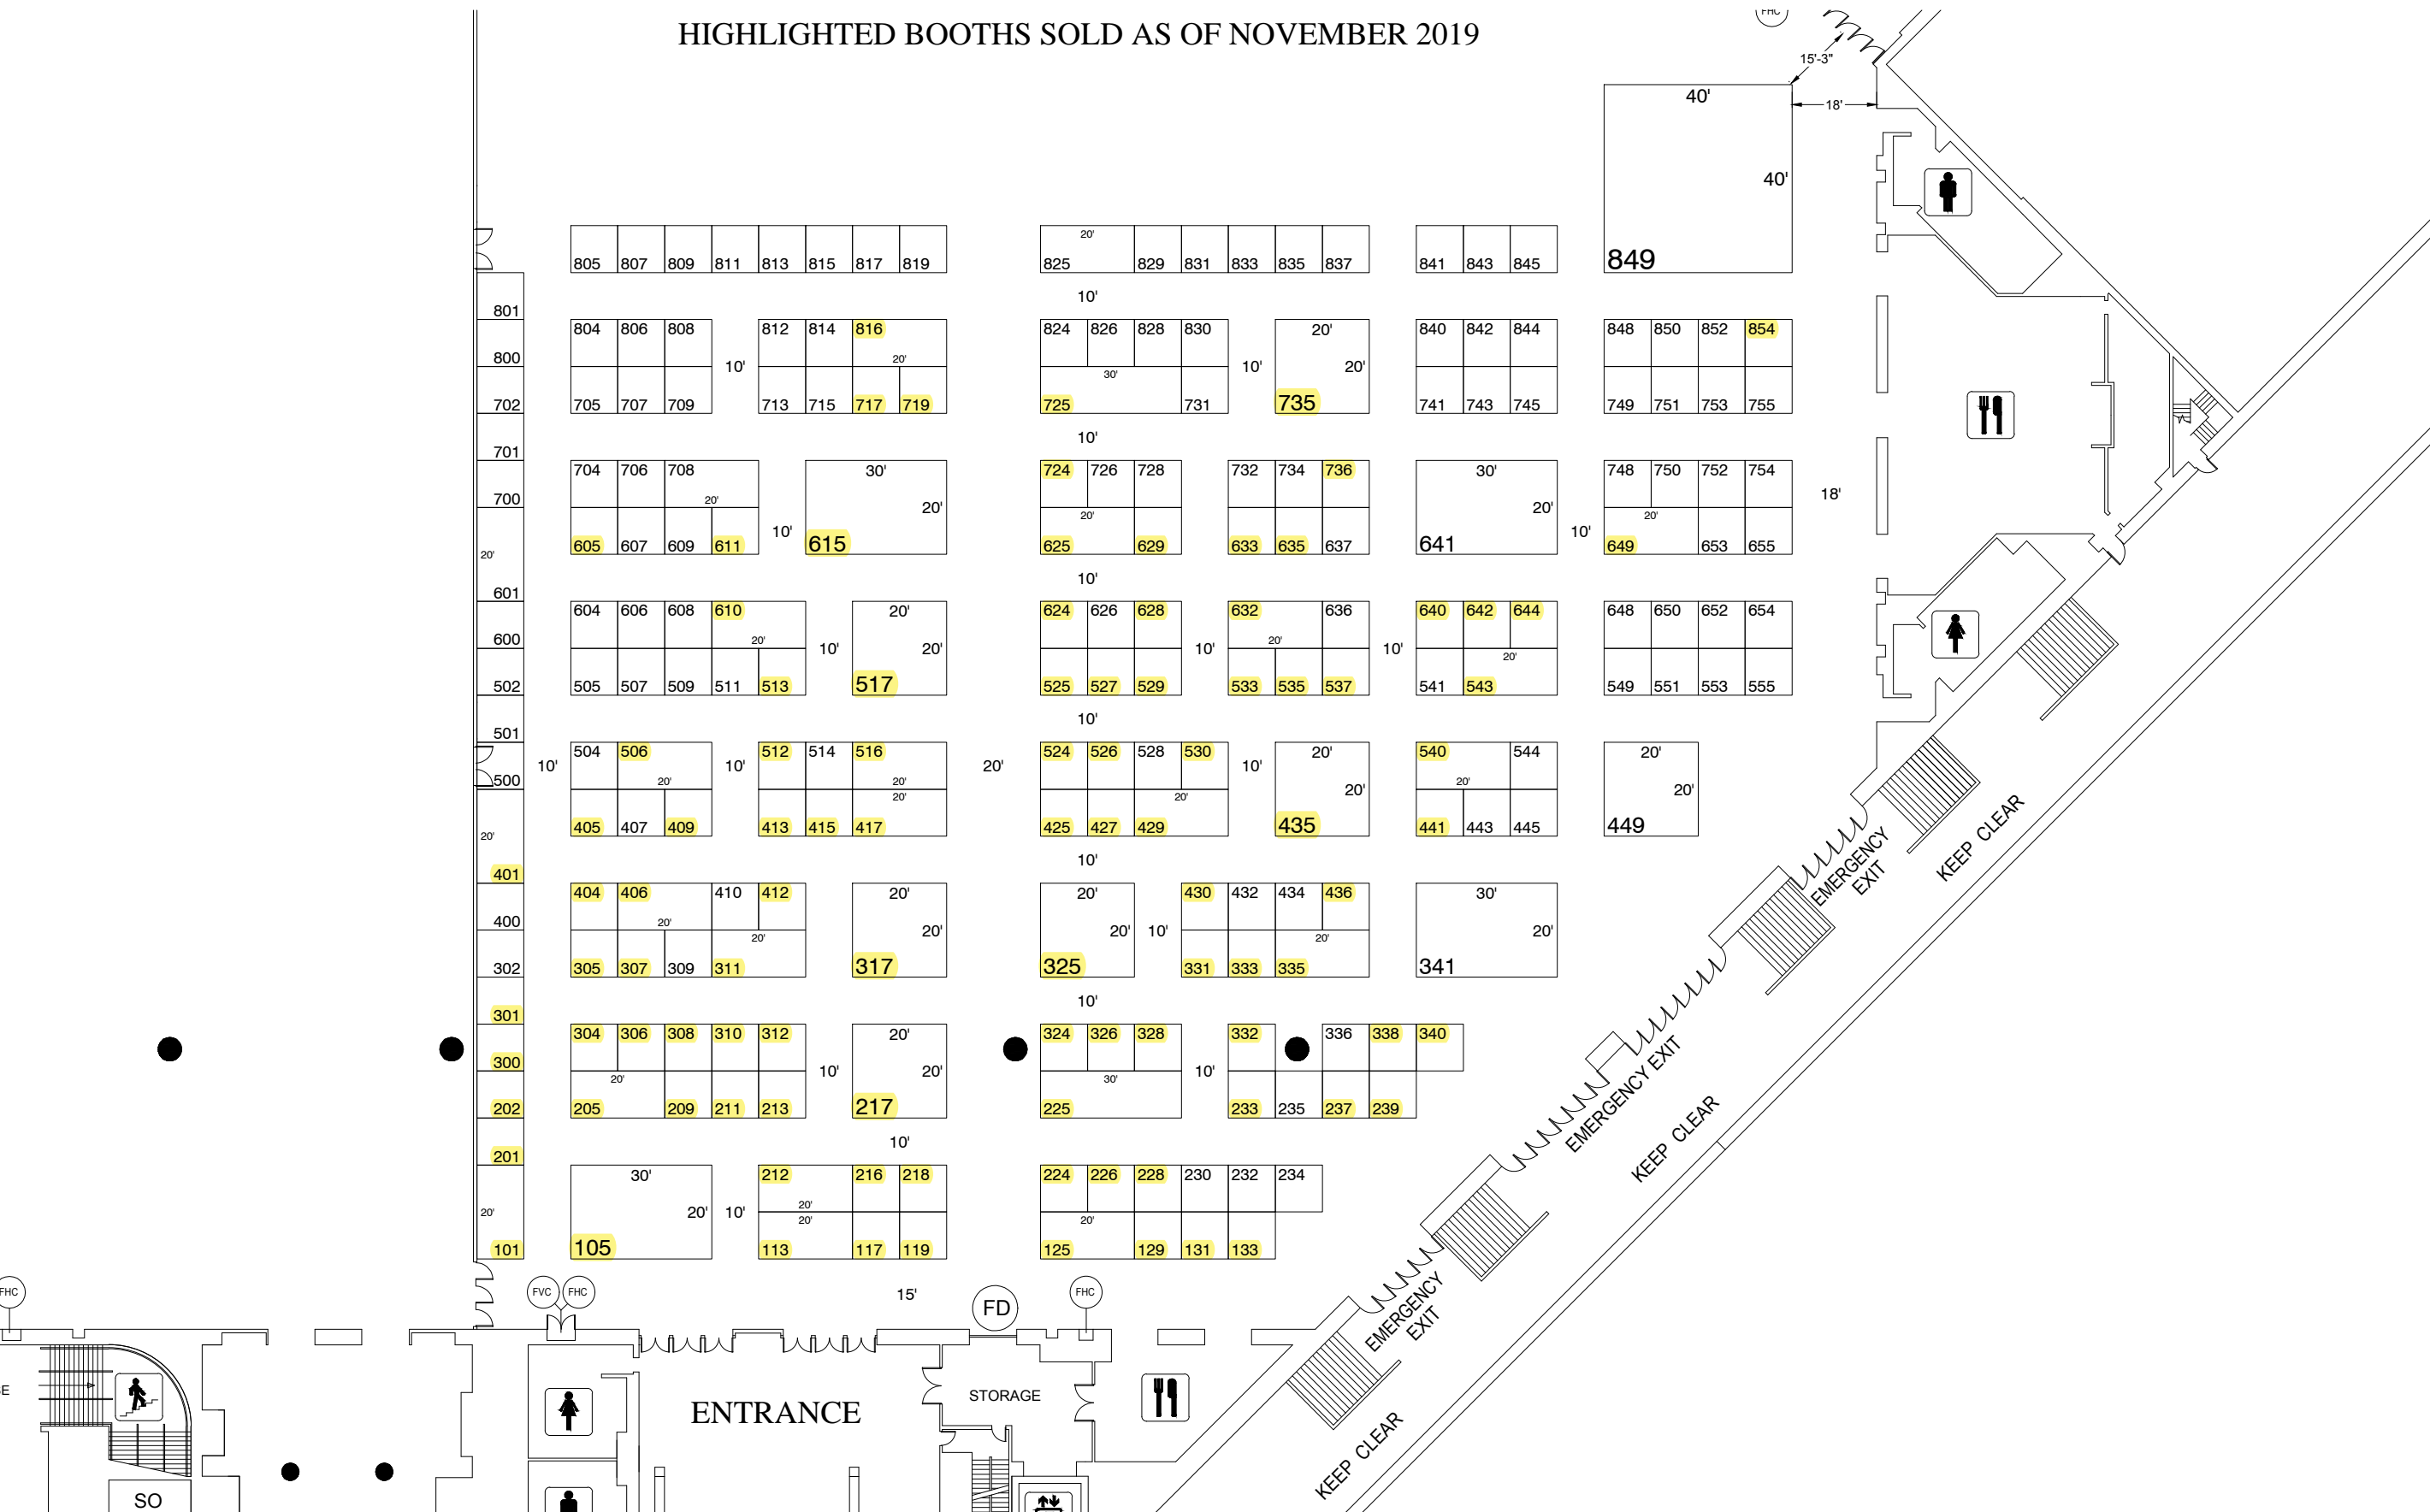 HIGHLIGHTED BOOTHS SOLD AS OF NOVEMBER 2019
FHC
15'-3"
18'
40'
40'
849
20'
805 807 809 811 813 815 817 819 825 829 831 833 835 837 841 843 845
10'
801
804 806 808 812 814 816 824 826 828 830 20' 840 842 844 848 850 852 854
800
10' 20' 30' 10' 20'
702
705 707 709 713 715 717 719 725 731 735 741 743 745 749 751 753 755
10'
701
704 706 708 30' 724 726 728 732 734 736 30' 748 750 752 754
700
20' 20' 20' 20' 20' 18'
20'
605 607 609 611 10' 615 625 629 633 635 637 641 10' 649 653 655
10'
601
604 606 608 610 20' 624 626 628 632 636 640 642 644 648 650 652 654
600
20' 10' 20' 10' 20' 10' 20'
502
505 507 509 511 513 517 525 527 529 533 535 537 541 543 549 551 553 555
10'
501
504 506 512 514 516 524 526 528 530 20' 540 544 20'
10' 10' 20' 10'
500
20' 20' 20' 20' 20' 20' 20'
20'
405 407 409 413 415 417 425 427 429 435 441 443 445 449
10'
401
404 406 410 412 20' 20' 430 432 434 436 30'
400
20' 20' 20' 20' 10' 20' 20'
302
305 307 309 311 317 325 331 333 335 341
10'
301
304 306 308 310 312 20' 324 326 328 332 336 338 340
300
20' 10' 20' 30' 10'
202
205 209 211 213 217 225 233 235 237 239
10'
201
30' 212 216 218 224 226 228 230 232 234
20' 20' 10' 20' 20' 20'
101
105 113 117 119 125 129 131 133
15'
EMERGENCY
EXIT
KEEP CLEAR
EMERGENCY EXIT
KEEP CLEAR
EMERGENCY
EXIT
KEEP CLEAR
FHC
FVC
FHC
FD
FHC
STORAGE
ENTRANCE
SO